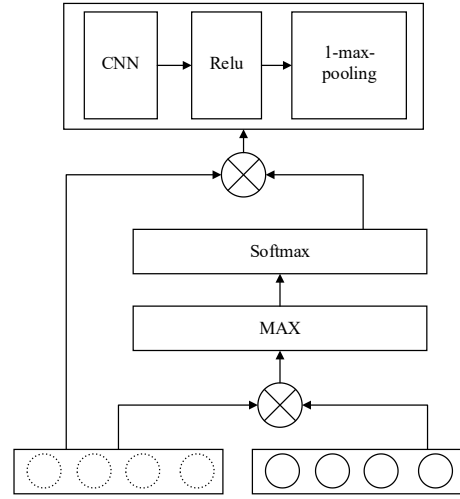 CNN
Relu
1-max-
pooling
Softmax
MAX